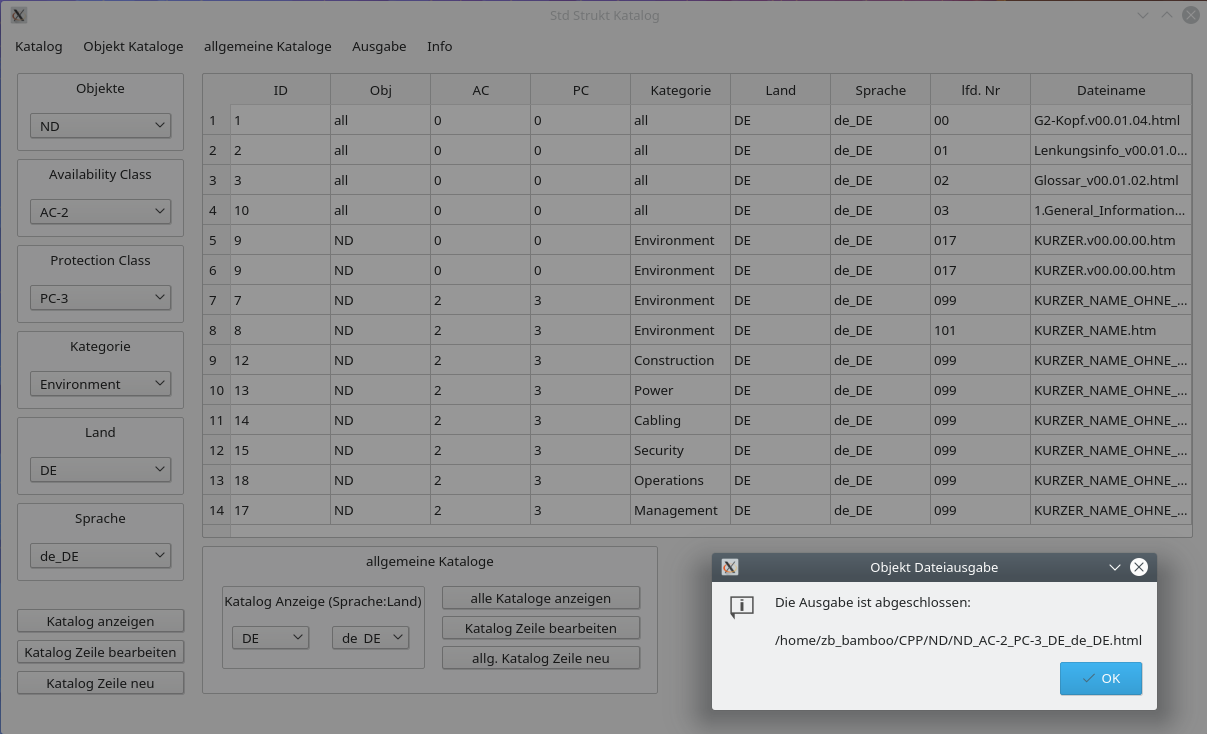 Std Strukt Katalog
Katalog Objekt Kataloge allgemeine Kataloge Ausgabe Info
Objekte
ND
Availability Class
AC-2
Protection Class
PC-3
Kategorie
Environment
Land
DE
Sprache
de_DE
Katalog anzeigen
Katalog Zeile bearbeiten
Katalog Zeile neu
ID Obj AC PC Kategorie Land Sprache lfd. Nr Dateiname
1 1 all 0 0 all DE de_DE 00 G2-Kopf.v00.01.04.html
2 2 all 0 0 all DE de_DE 01 Lenkungsinfo_v00.01.0...
3 3 all 0 0 all DE de_DE 02 Glossar_v00.01.02.html
4 10 all 0 0 all DE de_DE 03 1.General_Information...
5 9 ND 0 0 Environment DE de_DE 017 KURZER.v00.00.00.htm
6 9 ND 0 0 Environment DE de_DE 017 KURZER.v00.00.00.htm
7 7 ND 2 3 Environment DE de_DE 099 KURZER_NAME_OHNE_...
8 8 ND 2 3 Environment DE de_DE 101 KURZER_NAME.htm
9 12 ND 2 3 Construction DE de_DE 099 KURZER_NAME_OHNE_...
10 13 ND 2 3 Power DE de_DE 099 KURZER_NAME_OHNE_...
11 14 ND 2 3 Cabling DE de_DE 099 KURZER_NAME_OHNE_...
12 15 ND 2 3 Security DE de_DE 099 KURZER_NAME_OHNE_...
13 18 ND 2 3 Operations DE de_DE 099 KURZER_NAME_OHNE_...
14 17 ND 2 3 Management DE de_DE 099 KURZER_NAME_OHNE_...
allgemeine Kataloge
Katalog Anzeige (Sprache:Land)
DE de_DE
alle Kataloge anzeigen
Katalog Zeile bearbeiten
allg. Katalog Zeile neu
Objekt Dateiausgabe
Die Ausgabe ist abgeschlossen:
/home/zb_bamboo/CPP/ND/ND_AC-2_PC-3_DE_de_DE.html
OK